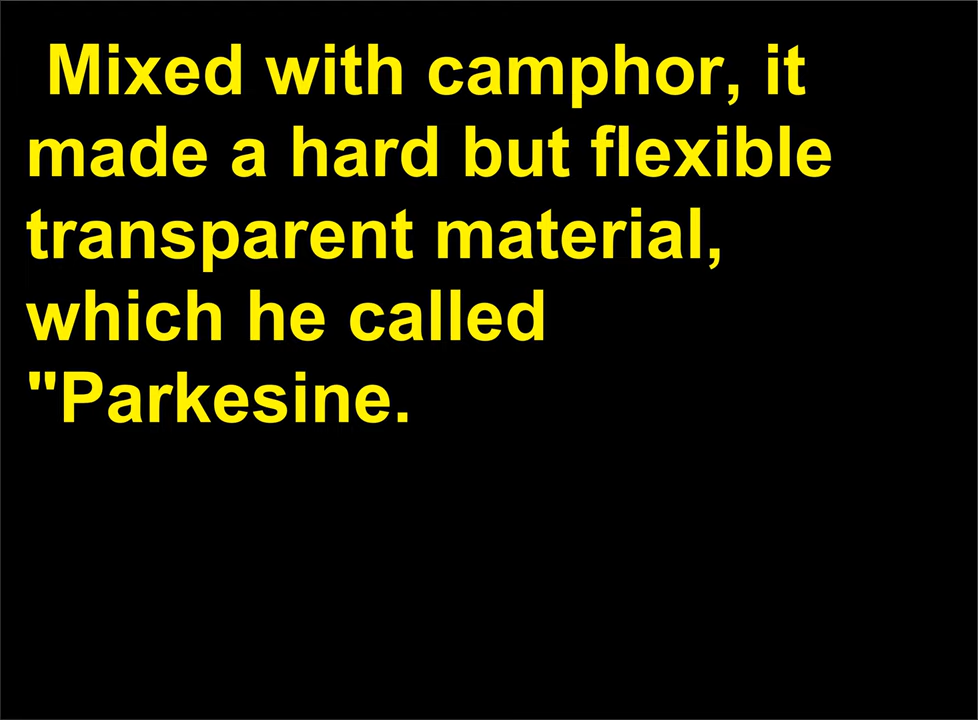 Mixed with camphor, it
made a hard but flexible
transparent material,
which he called
"Parkesine.